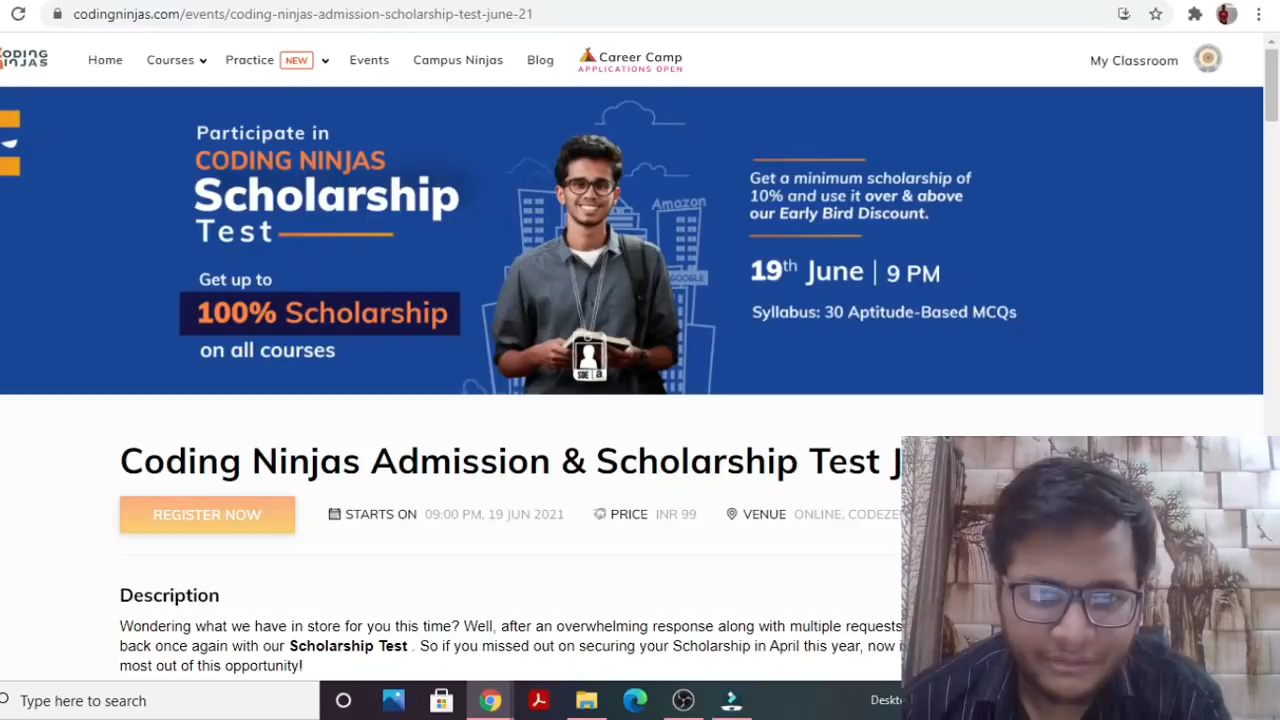 codingninjas.com/events/coding-ninjas-admission-scholarship-test-june-21
CODING
NINJAS
Home
Courses
Practice
NEW
Events
Campus Ninjas
Blog
Career Camp
APPLICATIONS OPEN
My Classroom
Participate in
CODING NINJAS
Scholarship
Test
Get up to
100% Scholarship
on all courses
Amazon
GOOGLE
SDE | a
Get a minimum scholarship of
10% and use it over & above
our Early Bird Discount.
19th June | 9 PM
Syllabus: 30 Aptitude-Based MCQs
Coding Ninjas Admission & Scholarship Test J
REGISTER NOW
STARTS ON 09:00 PM, 19 JUN 2021
PRICE INR 99
VENUE ONLINE, CODEZE
Description
Wondering what we have in store for you this time? Well, after an overwhelming response along with multiple requests
back once again with our Scholarship Test . So if you missed out on securing your Scholarship in April this year, now
most out of this opportunity!
Type here to search
Deskt